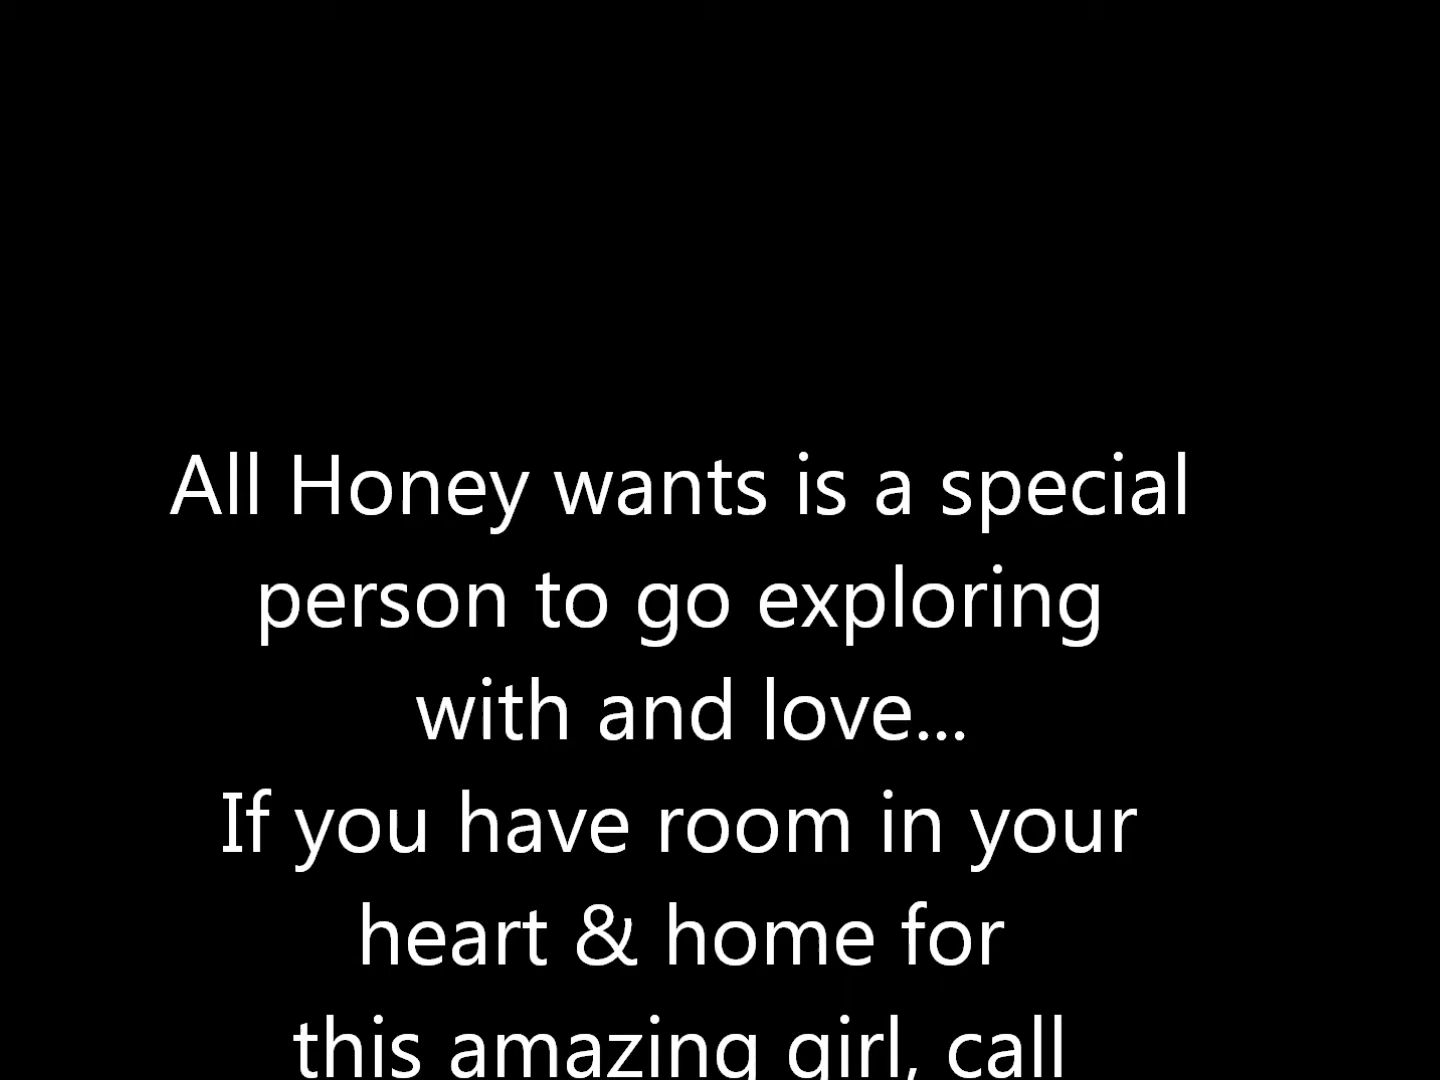 All Honey wants is a special
person to go exploring
with and love...
If you have room in your
heart & home for
this amazing girl, call